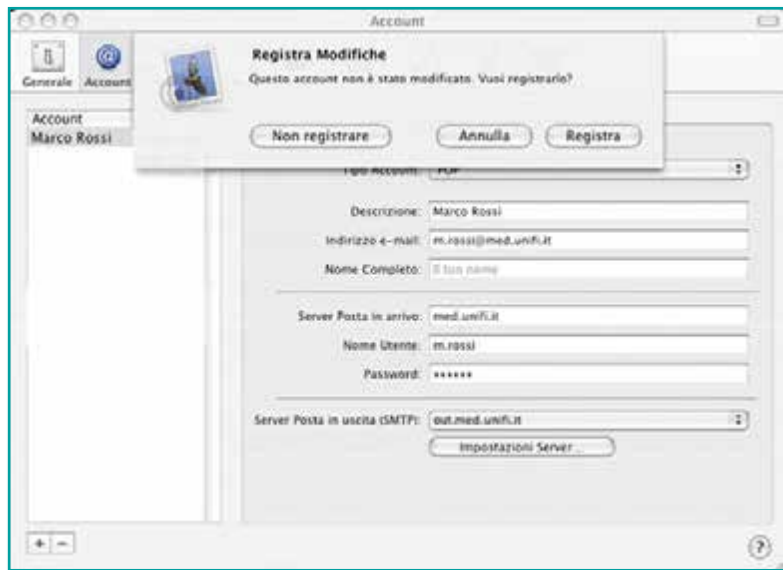 Account
Generale Account
Registra Modifiche
Questo account non è stato modificato. Vuoi registrarlo?
Non registrare Annulla Registra
Account
Marco Rossi
Tipo Account: POP
Descrizione: Marco Rossi
Indirizzo e-mail: m.rossi@med.unifi.it
Nome Completo: Il tuo nome
Server Posta in arrivo: med.unifi.it
Nome Utente: m.rossi
Password: ••••••
Server Posta in uscita (SMTP): out.med.unifi.it
Impostazioni Server...
+ −
?